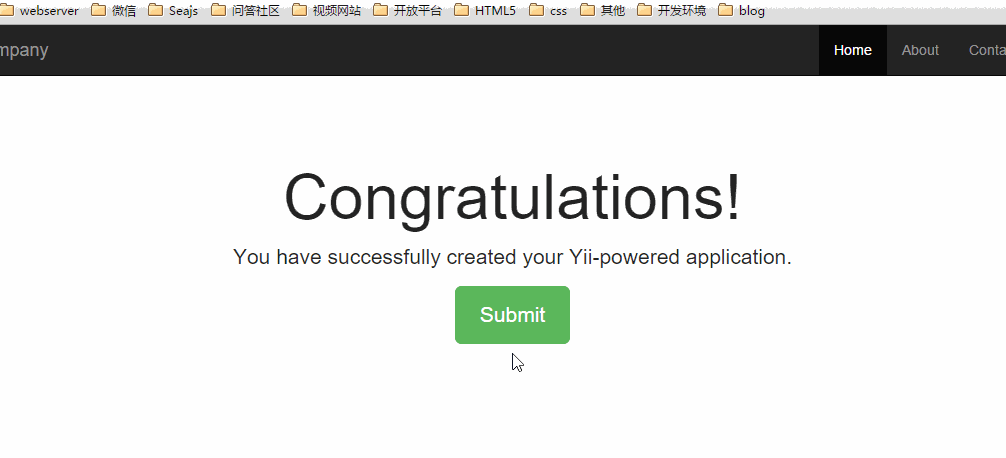 webserver 微信 Seajs 问答社区 视频网站 开放平台 HTML5 css 其他 开发环境 blog
mpany Home About Conta
Congratulations!
You have successfully created your Yii-powered application.
Submit